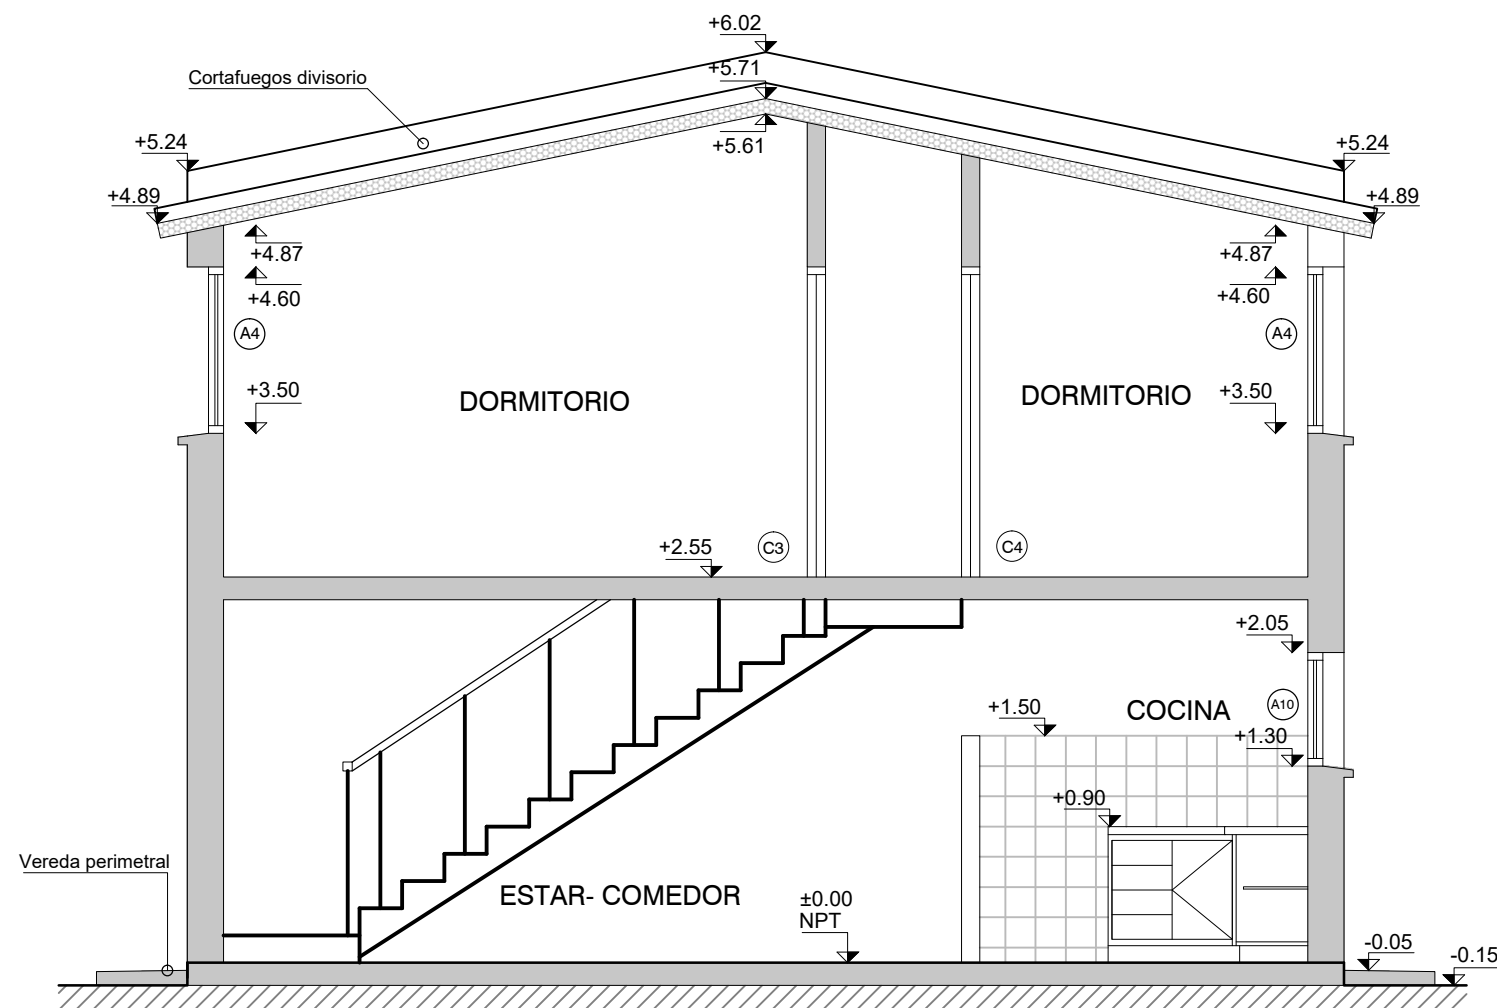 +6.02
Cortafuegos divisorio
+5.71
+5.24
+5.61
+5.24
+4.89
+4.89
+4.87
+4.87
+4.60
+4.60
A4
A4
+3.50
DORMITORIO
DORMITORIO
+3.50
+2.55
C3
C4
+2.05
+1.50
COCINA
A10
+1.30
+0.90
Vereda perimetral
ESTAR- COMEDOR
±0.00
NPT
-0.05
-0.15